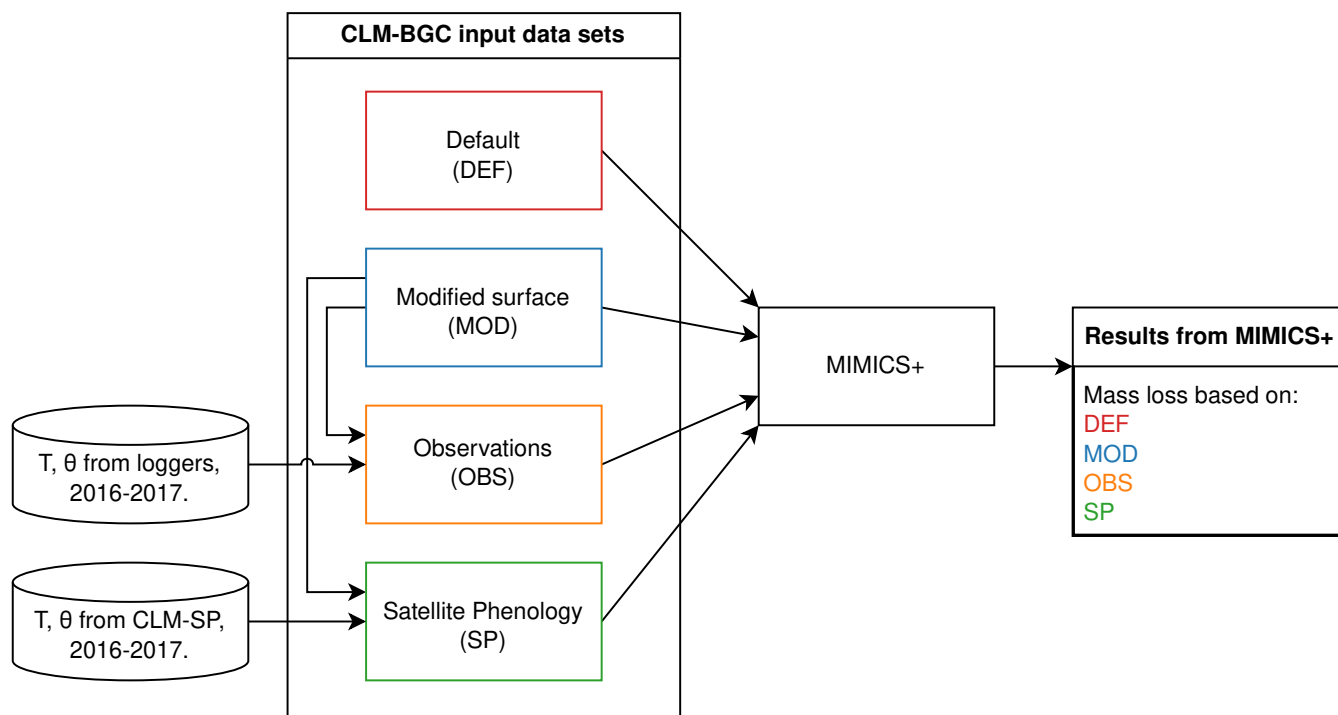 CLM-BGC input data sets
Default
(DEF)
Modified surface
(MOD)
Observations
(OBS)
Satellite Phenology
(SP)
T, θ from loggers,
2016-2017.
T, θ from CLM-SP,
2016-2017.
MIMICS+
Results from MIMICS+
Mass loss based on:
DEF
MOD
OBS
SP